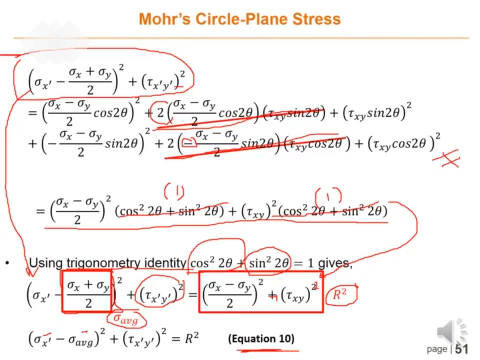 Mohr's Circle-Plane Stress
(σx′ − (σx + σy)/2)² + (τx′y′)²
= ((σx − σy)/2 cos2θ)² + 2((σx − σy)/2 cos2θ)(τxy sin2θ) + (τxy sin2θ)²
+ (−(σx − σy)/2 sin2θ)² + 2(−(σx − σy)/2 sin2θ)(τxy cos2θ) + (τxy cos2θ)²
(1) (1)
= ((σx − σy)/2)² (cos² 2θ + sin² 2θ) + (τxy)² (cos² 2θ + sin² 2θ)
• Using trigonometry identity cos² 2θ + sin² 2θ = 1 gives,
(σx′ − (σx + σy)/2)² + (τx′y′)² = ((σx − σy)/2)² + (τxy)² R²
σavg
(σx′ − σavg)² + (τx′y′)² = R² (Equation 10)
page 51